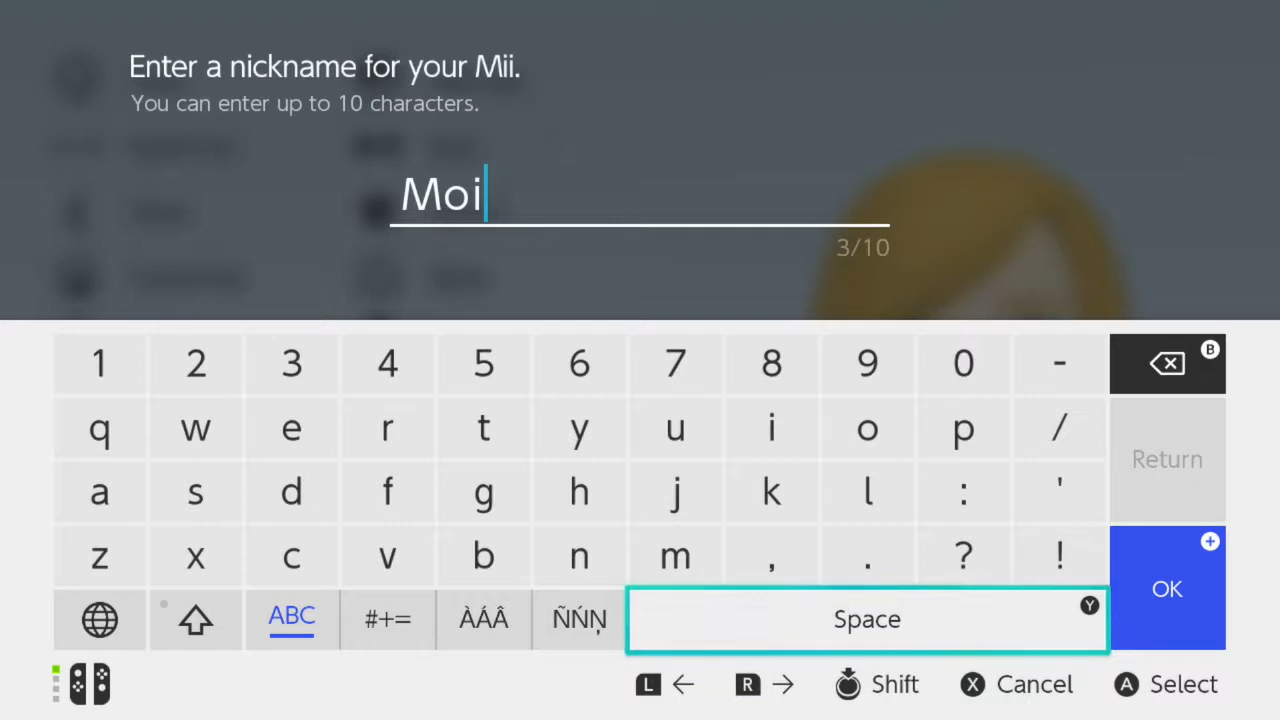 Enter a nickname for your Mii.
You can enter up to 10 characters.
Moi
3/10
1 2 3 4 5 6 7 8 9 0 - B
q w e r t y u i o p /
Return
a s d f g h j k l : '
z x c v b n m , . ? ! +
OK
ABC #+= ÀÁÂ ÑŃŅ Space Y
L ← R → Shift X Cancel A Select